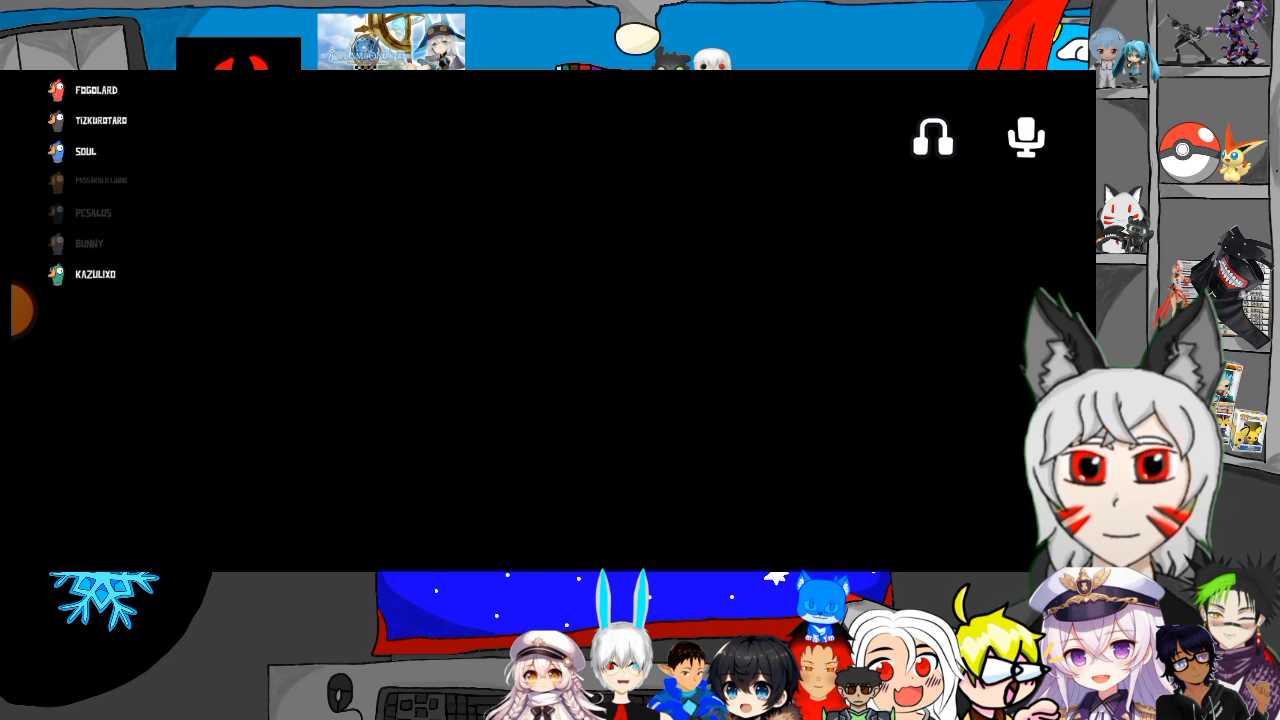 FOGOLARD
TIZKUROTARO
SOUL
PESALOS
BUNNY
KAZULIXO